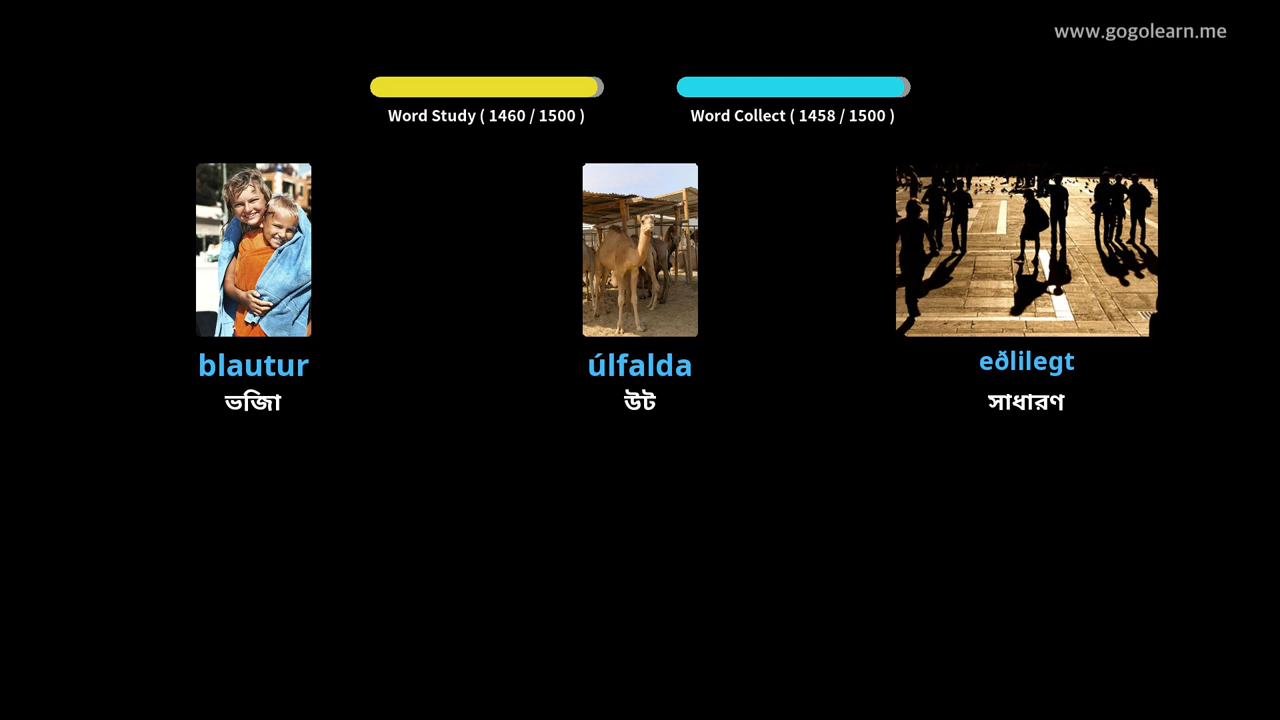 www.gogolearn.me
Word Study ( 1460 / 1500 )
Word Collect ( 1458 / 1500 )
blautur
úlfalda
eðlilegt
ভিজা
উট
সাধারণ